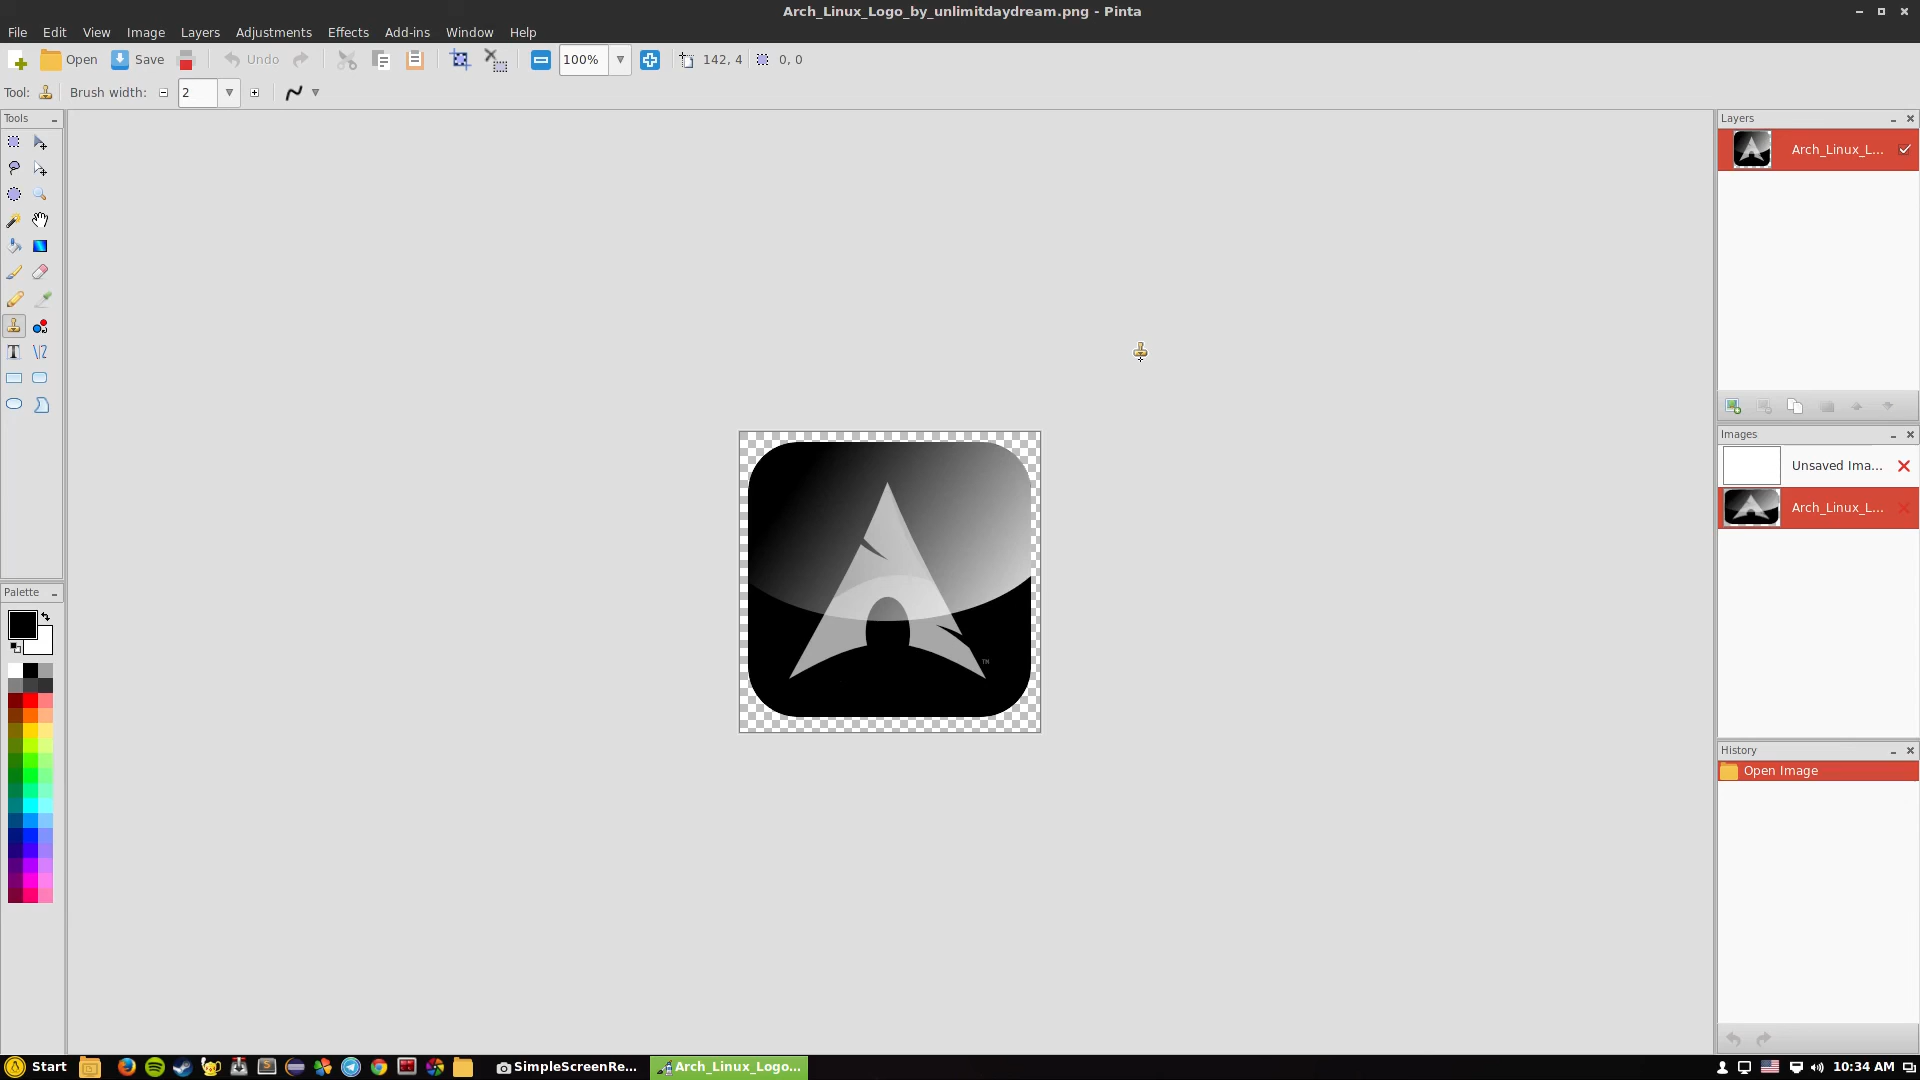 Arch_Linux_Logo_by_unlimitdaydream.png - Pinta
File Edit View Image Layers Adjustments Effects Add-ins Window Help
Open Save Undo 100% 142, 4 0, 0
Tool: Brush width: 2
Tools
Layers
Arch_Linux_L...
Images
Unsaved Ima...
Arch_Linux_L...
TM
Palette
History
Open Image
Start SimpleScreenRe... Arch_Linux_Logo... 10:34 AM